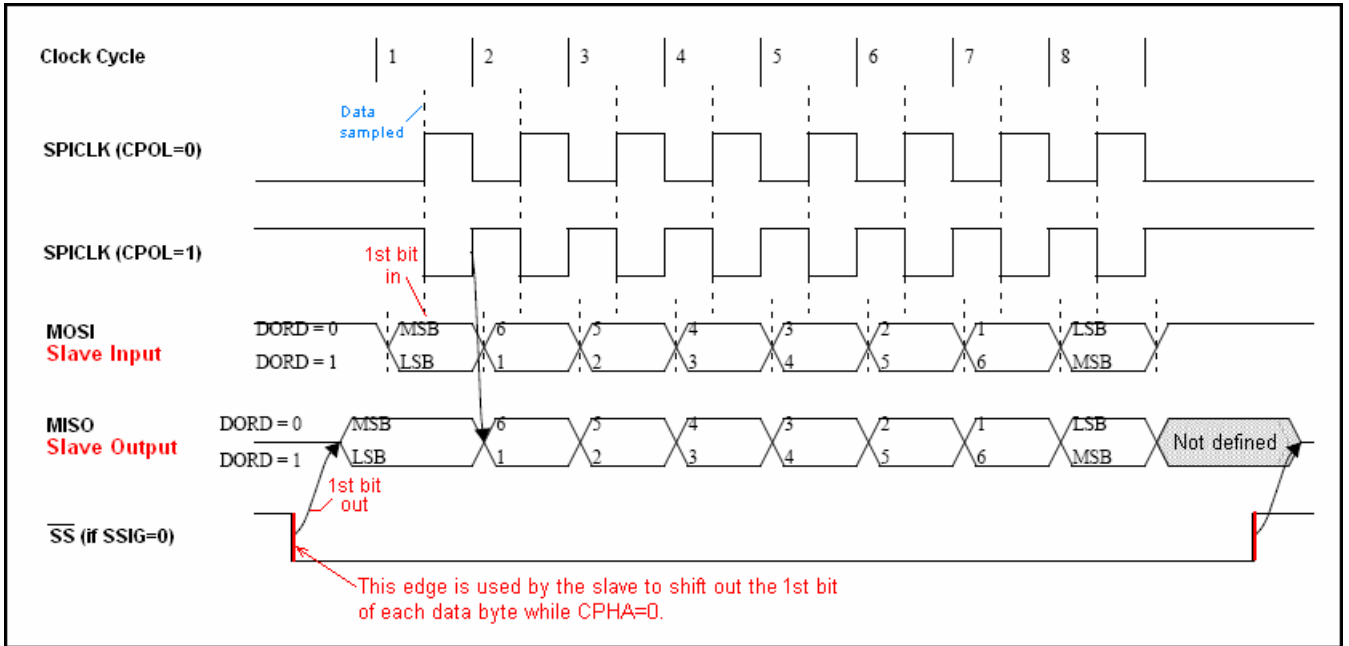 Clock Cycle 1 2 3 4 5 6 7 8
Data
sampled
SPICLK (CPOL=0)
SPICLK (CPOL=1)
1st bit
in
MOSI DORD = 0 MSB 6 5 4 3 2 1 LSB
Slave Input DORD = 1 LSB 1 2 3 4 5 6 MSB
MISO DORD = 0 MSB 6 5 4 3 2 1 LSB
Slave Output DORD = 1 LSB 1 2 3 4 5 6 MSB Not defined
1st bit
out
SS (if SSIG=0)
This edge is used by the slave to shift out the 1st bit
of each data byte while CPHA=0.